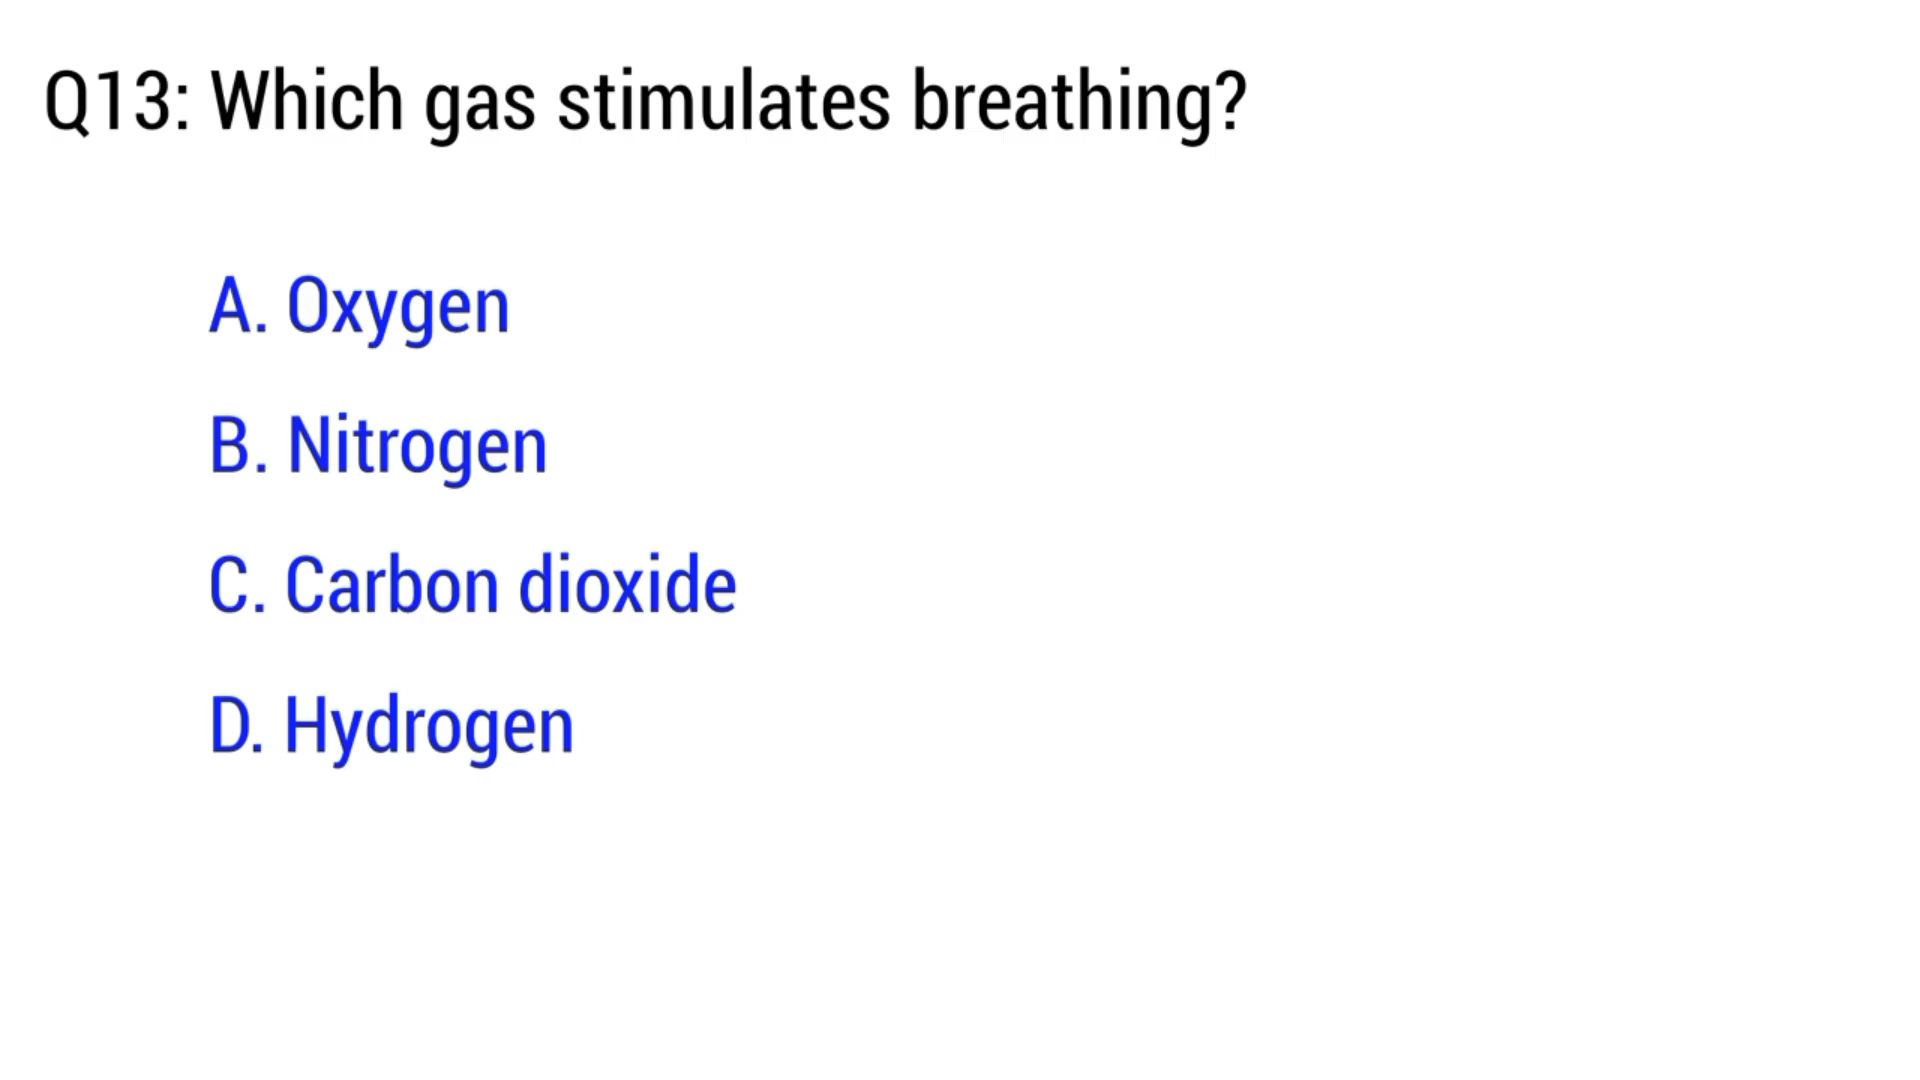 Q13: Which gas stimulates breathing?
A. Oxygen
B. Nitrogen
C. Carbon dioxide
D. Hydrogen